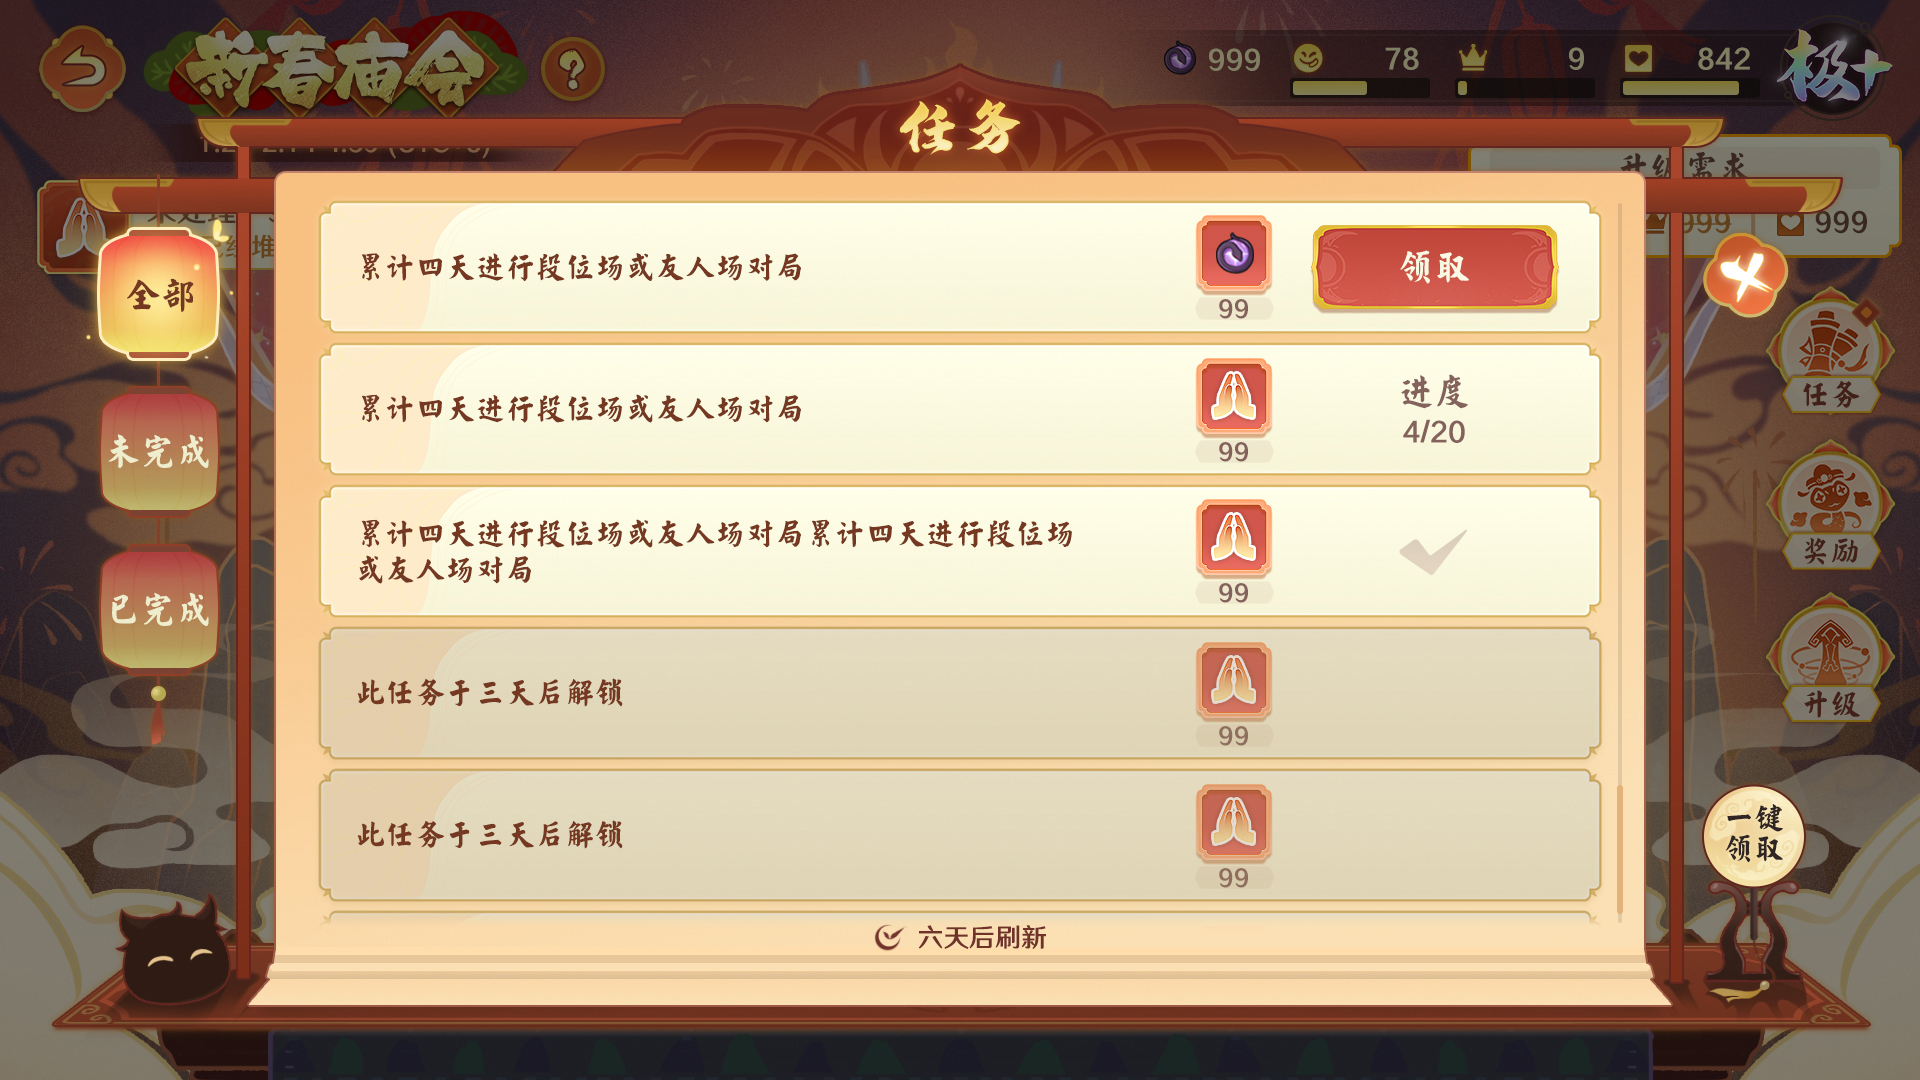 新春庙会
?
999
78
9
842
极+
任务
升级需求
999
999
全部
未完成
已完成
累计四天进行段位场或友人场对局
99
领取
累计四天进行段位场或友人场对局
99
进度
4/20
累计四天进行段位场或友人场对局累计四天进行段位场
或友人场对局
99
此任务于三天后解锁
99
此任务于三天后解锁
99
六天后刷新
任务
奖励
升级
一键
领取